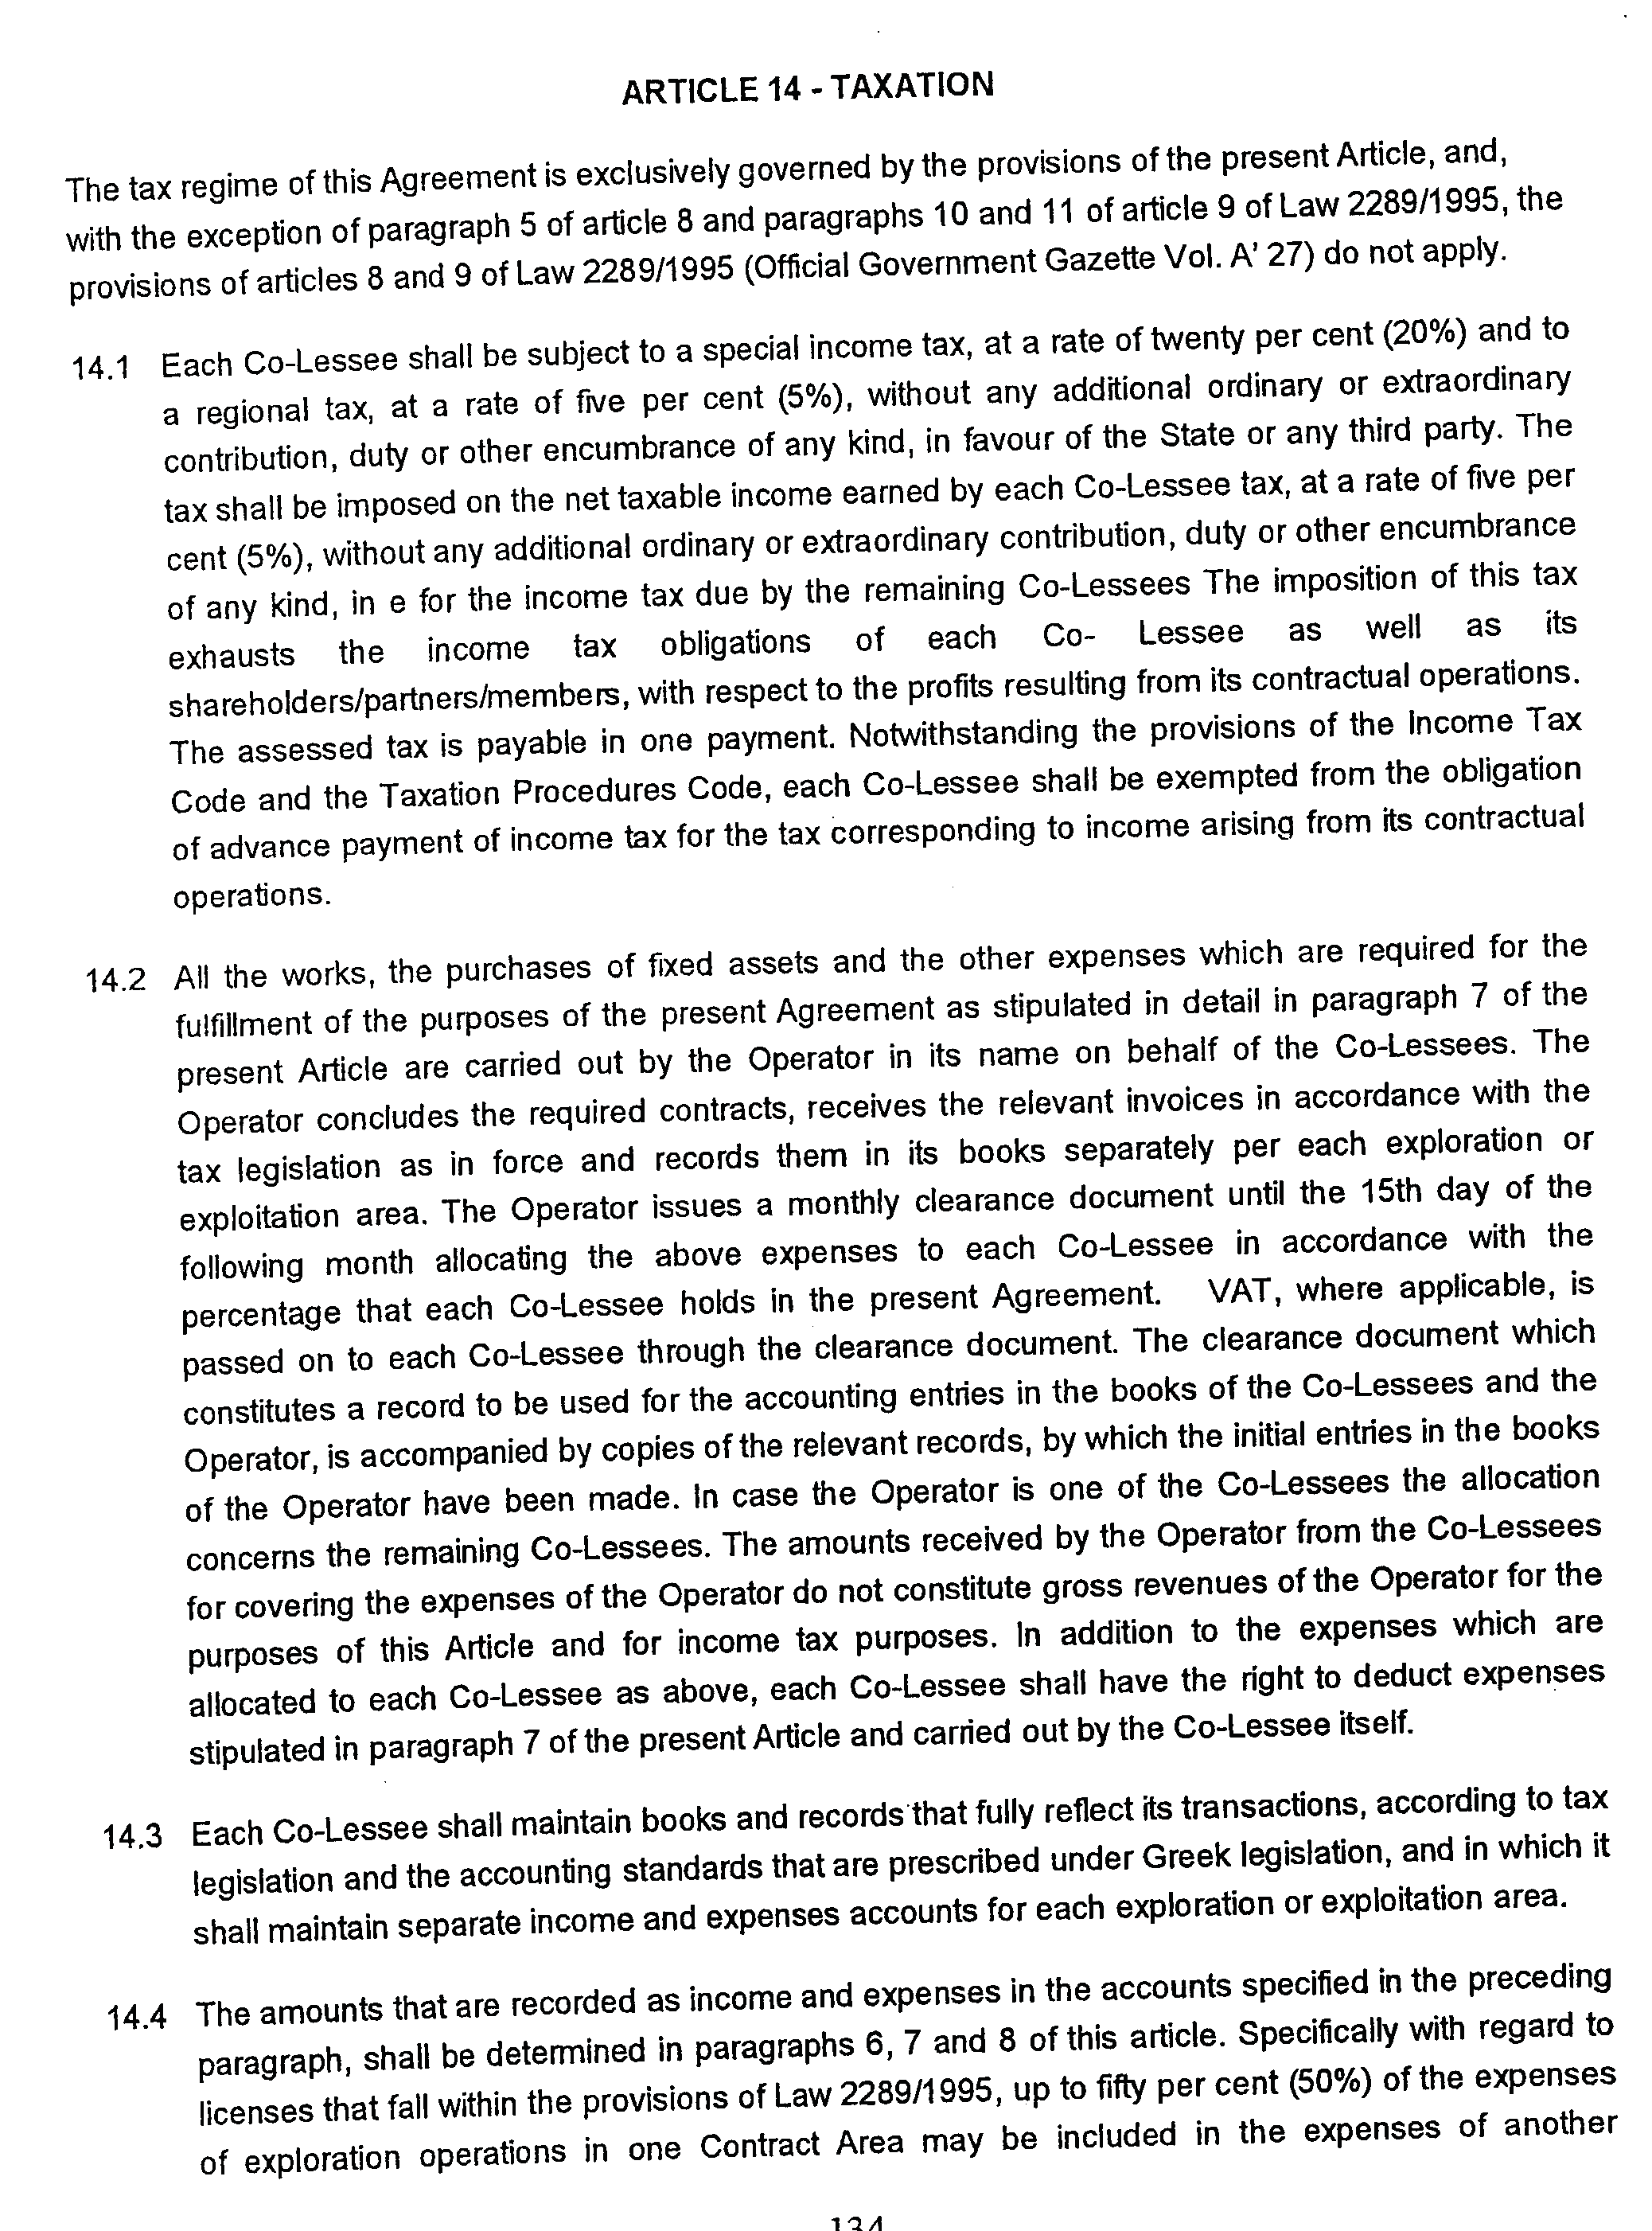 ARTICLE 14 - TAXATION
The tax regime of this Agreement is exclusively governed by the provisions of the present Article, and,
with the exception of paragraph 5 of article 8 and paragraphs 10 and 11 of article 9 of Law 2289/1995, the
provisions of articles 8 and 9 of Law 2289/1995 (Official Government Gazette Vol. A' 27) do not apply.
14.1 Each Co-Lessee shall be subject to a special income tax, at a rate of twenty per cent (20%) and to
a regional tax, at a rate of five per cent (5%), without any additional ordinary or extraordinary
contribution, duty or other encumbrance of any kind, in favour of the State or any third party. The
tax shall be imposed on the net taxable income earned by each Co-Lessee tax, at a rate of five per
cent (5%), without any additional ordinary or extraordinary contribution, duty or other encumbrance
of any kind, in e for the income tax due by the remaining Co-Lessees The imposition of this tax
exhausts the income tax obligations of each Co- Lessee as well as its
shareholders/partners/members, with respect to the profits resulting from its contractual operations.
The assessed tax is payable in one payment. Notwithstanding the provisions of the Income Tax
Code and the Taxation Procedures Code, each Co-Lessee shall be exempted from the obligation
of advance payment of income tax for the tax corresponding to income arising from its contractual
operations.
14.2 All the works, the purchases of fixed assets and the other expenses which are required for the
fulfillment of the purposes of the present Agreement as stipulated in detail in paragraph 7 of the
present Article are carried out by the Operator in its name on behalf of the Co-Lessees. The
Operator concludes the required contracts, receives the relevant invoices in accordance with the
tax legislation as in force and records them in its books separately per each exploration or
exploitation area. The Operator issues a monthly clearance document until the 15th day of the
following month allocating the above expenses to each Co-Lessee in accordance with the
percentage that each Co-Lessee holds in the present Agreement. VAT, where applicable, is
passed on to each Co-Lessee through the clearance document. The clearance document which
constitutes a record to be used for the accounting entries in the books of the Co-Lessees and the
Operator, is accompanied by copies of the relevant records, by which the initial entries in the books
of the Operator have been made. In case the Operator is one of the Co-Lessees the allocation
concerns the remaining Co-Lessees. The amounts received by the Operator from the Co-Lessees
for covering the expenses of the Operator do not constitute gross revenues of the Operator for the
purposes of this Article and for income tax purposes. In addition to the expenses which are
allocated to each Co-Lessee as above, each Co-Lessee shall have the right to deduct expenses
stipulated in paragraph 7 of the present Article and carried out by the Co-Lessee itself.
14.3 Each Co-Lessee shall maintain books and records that fully reflect its transactions, according to tax
legislation and the accounting standards that are prescribed under Greek legislation, and in which it
shall maintain separate income and expenses accounts for each exploration or exploitation area.
14.4 The amounts that are recorded as income and expenses in the accounts specified in the preceding
paragraph, shall be determined in paragraphs 6, 7 and 8 of this article. Specifically with regard to
licenses that fall within the provisions of Law 2289/1995, up to fifty per cent (50%) of the expenses
of exploration operations in one Contract Area may be included in the expenses of another
134